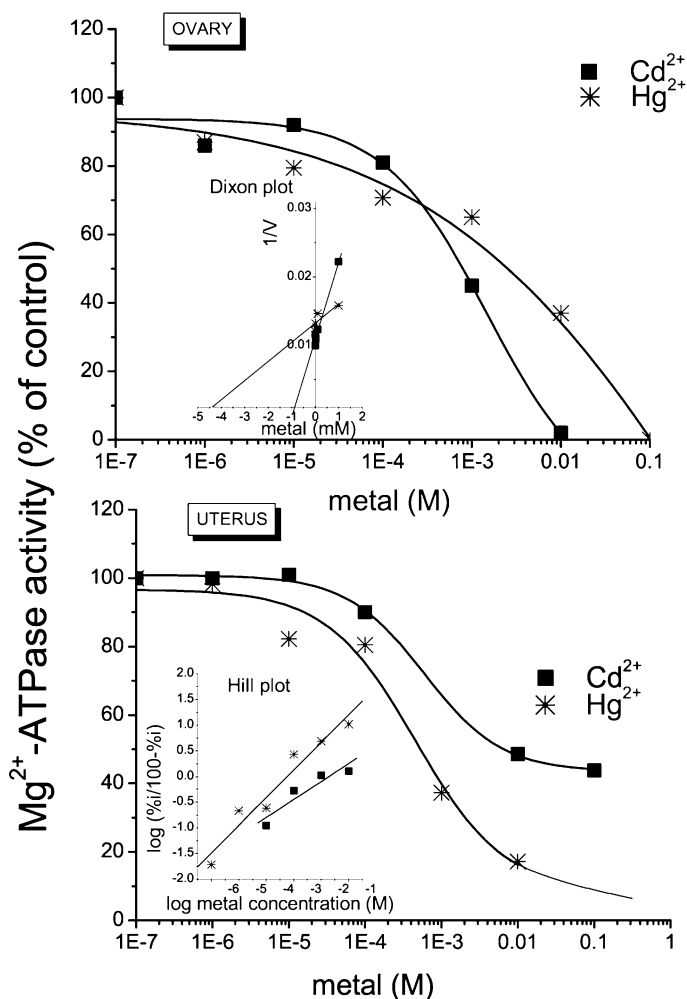 Mg2+-ATPase activity (% of control)
OVARY
120
100
80
60
40
20
0
Cd2+
Hg2+
1E-7 1E-6 1E-5 1E-4 1E-3 0.01 0.1
metal (M)
Dixon plot
1/V
0.03
0.02
0.01
-5 -4 -3 -2 -1 0 1 2
metal (mM)
UTERUS
120
100
80
60
40
20
0
Cd2+
Hg2+
1E-7 1E-6 1E-5 1E-4 1E-3 0.01 0.1 1
metal (M)
Hill plot
log (%i/100-%i)
2.0
1.5
1.0
0.5
0.0
-0.5
-1.0
-1.5
-2.0
-6 -5 -4 -3 -2 -1
log metal concentration (M)